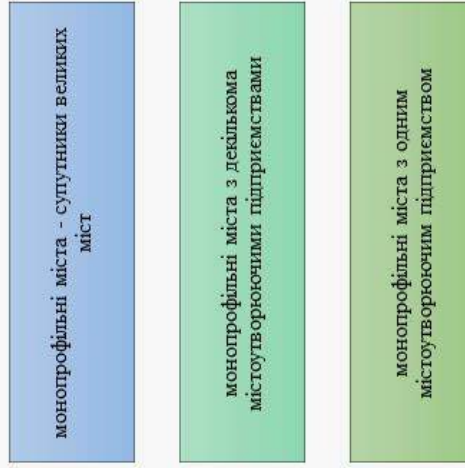 монопрофільні міста - супутники великих
міст
монопрофільні міста з декількома
містоутворюючими підприємствами
монопрофільні міста з одним
містоутворюючим підприємством